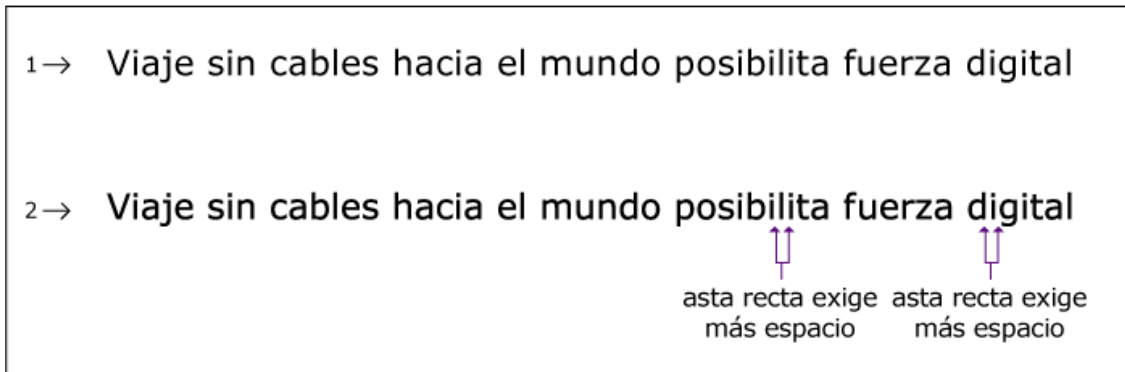 1→ Viaje sin cables hacia el mundo posibilita fuerza digital
2→ Viaje sin cables hacia el mundo posibilita fuerza digital
asta recta exige asta recta exige
más espacio más espacio